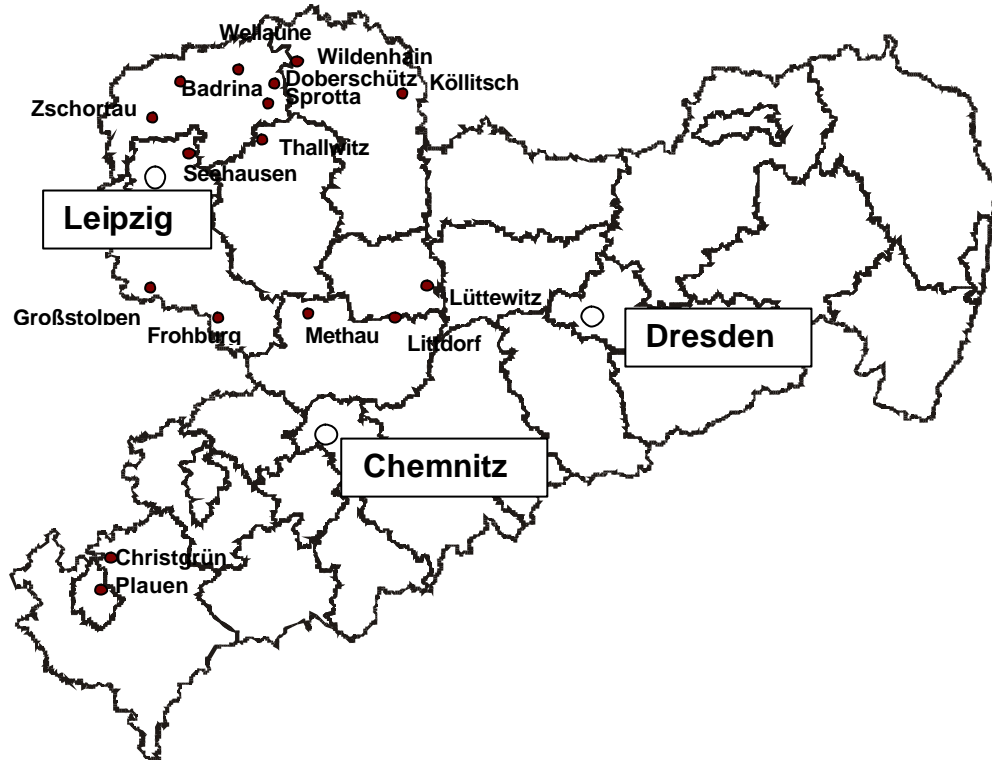 Wellaune
Wildenhain
Doberschütz
Badrina
Köllitsch
Sprotta
Zschortau
Thallwitz
Seehausen
Leipzig
Lüttewitz
Großstolpen
Frohburg
Methau
Littdorf
Dresden
Chemnitz
Christgrün
Plauen